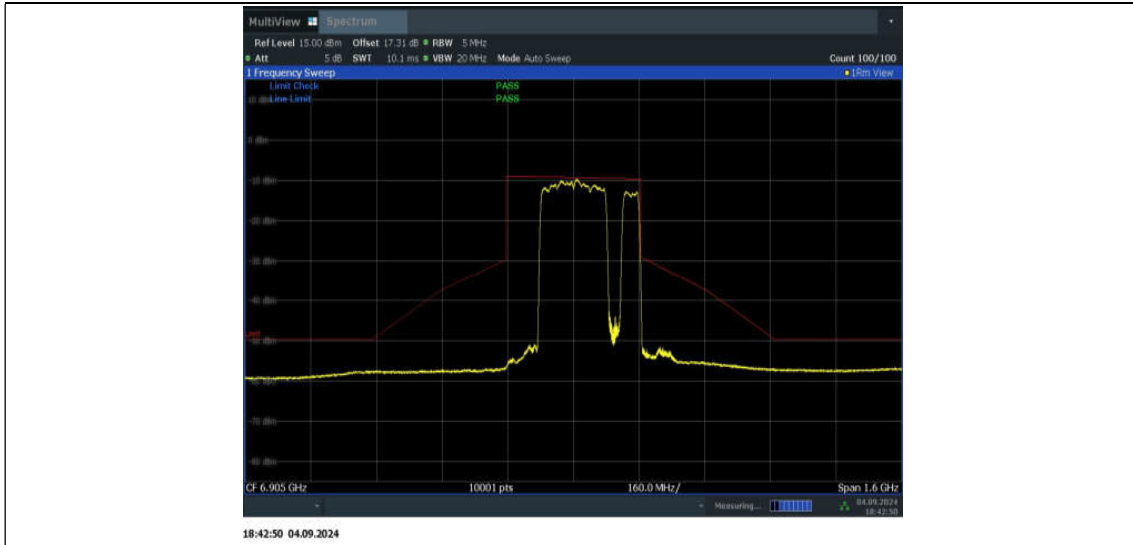 MultiView Spectrum
Ref Level 15.00 dBm Offset 17.31 dB RBW 5 MHz
Att 5 dB SWT 10.1 ms VBW 20 MHz Mode Auto Sweep Count 100/100
1 Frequency Sweep 1Rm View
Limit Check PASS
Line Limit PASS
0 dBm
-10 dBm
-20 dBm
-30 dBm
-40 dBm
-70 dBm
CF 6.905 GHz 10001 pts 160.0 MHz/ Span 1.6 GHz
Measuring... 04.09.2024
18:42:50
18:42:50 04.09.2024